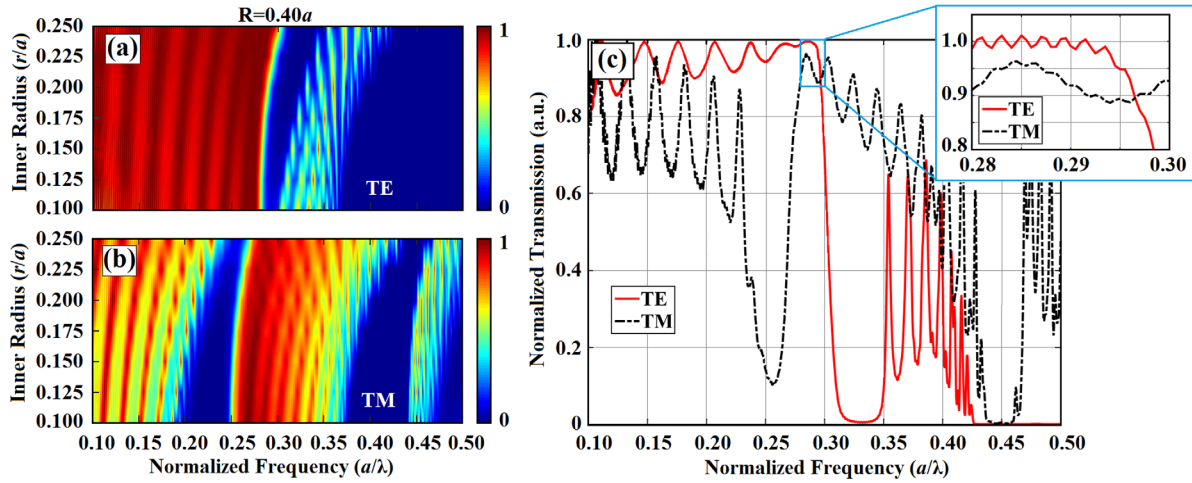 R=0.40a
(a)
Inner Radius (r/a)
0.250
0.200
0.175
0.150
0.125
0.100
TE
1
0
(b)
Inner Radius (r/a)
0.250
0.225
0.200
0.175
0.150
0.125
0.100
TM
1
0
0.10 0.15 0.20 0.25 0.30 0.35 0.40 0.45 0.50
Normalized Frequency (a/λ)
(c)
Normalized Transmission (a.u.)
1.0
0.8
0.6
0.4
0.2
0
TE
TM
0.10 0.15 0.20 0.25 0.30 0.35 0.40 0.45 0.50
Normalized Frequency (a/λ)
1.0
0.9
0.8
TE
TM
0.28 0.29 0.30